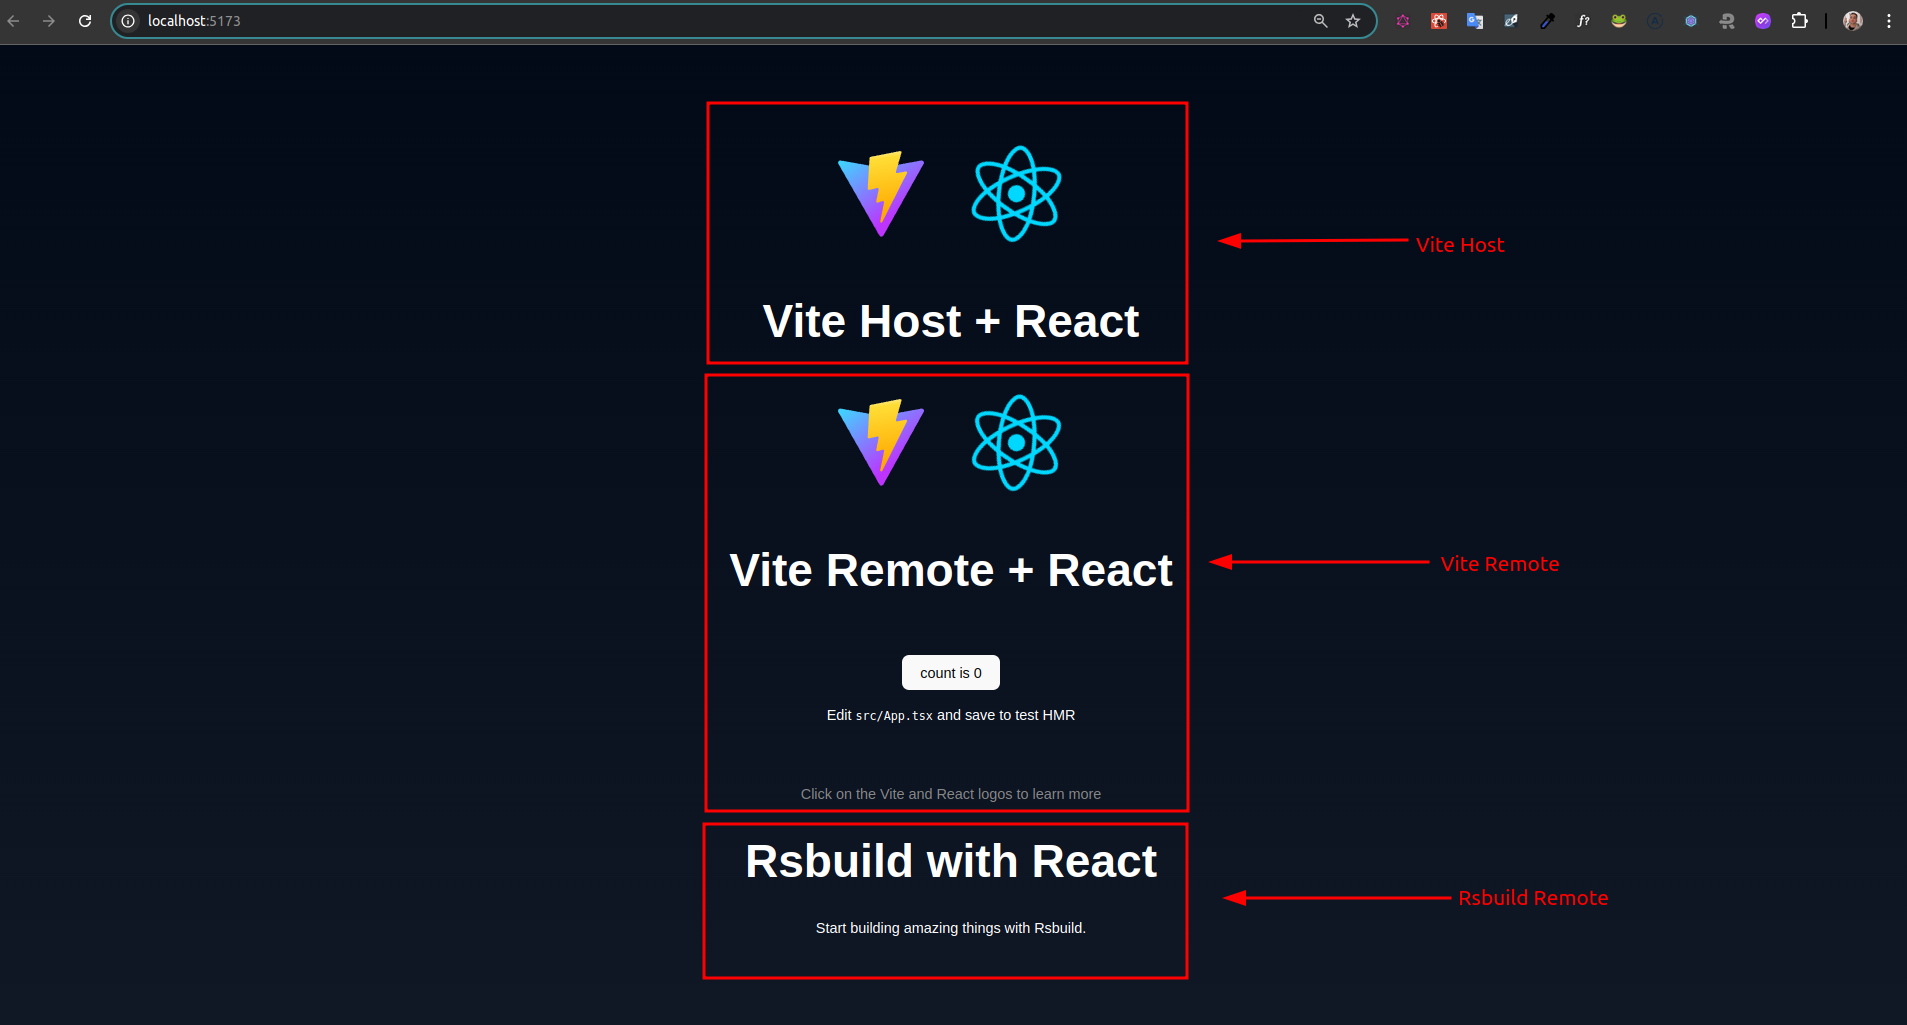 localhost:5173
Vite Host + React
Vite Host
Vite Remote + React
Vite Remote
count is 0
Edit src/App.tsx and save to test HMR
Click on the Vite and React logos to learn more
Rsbuild with React
Rsbuild Remote
Start building amazing things with Rsbuild.